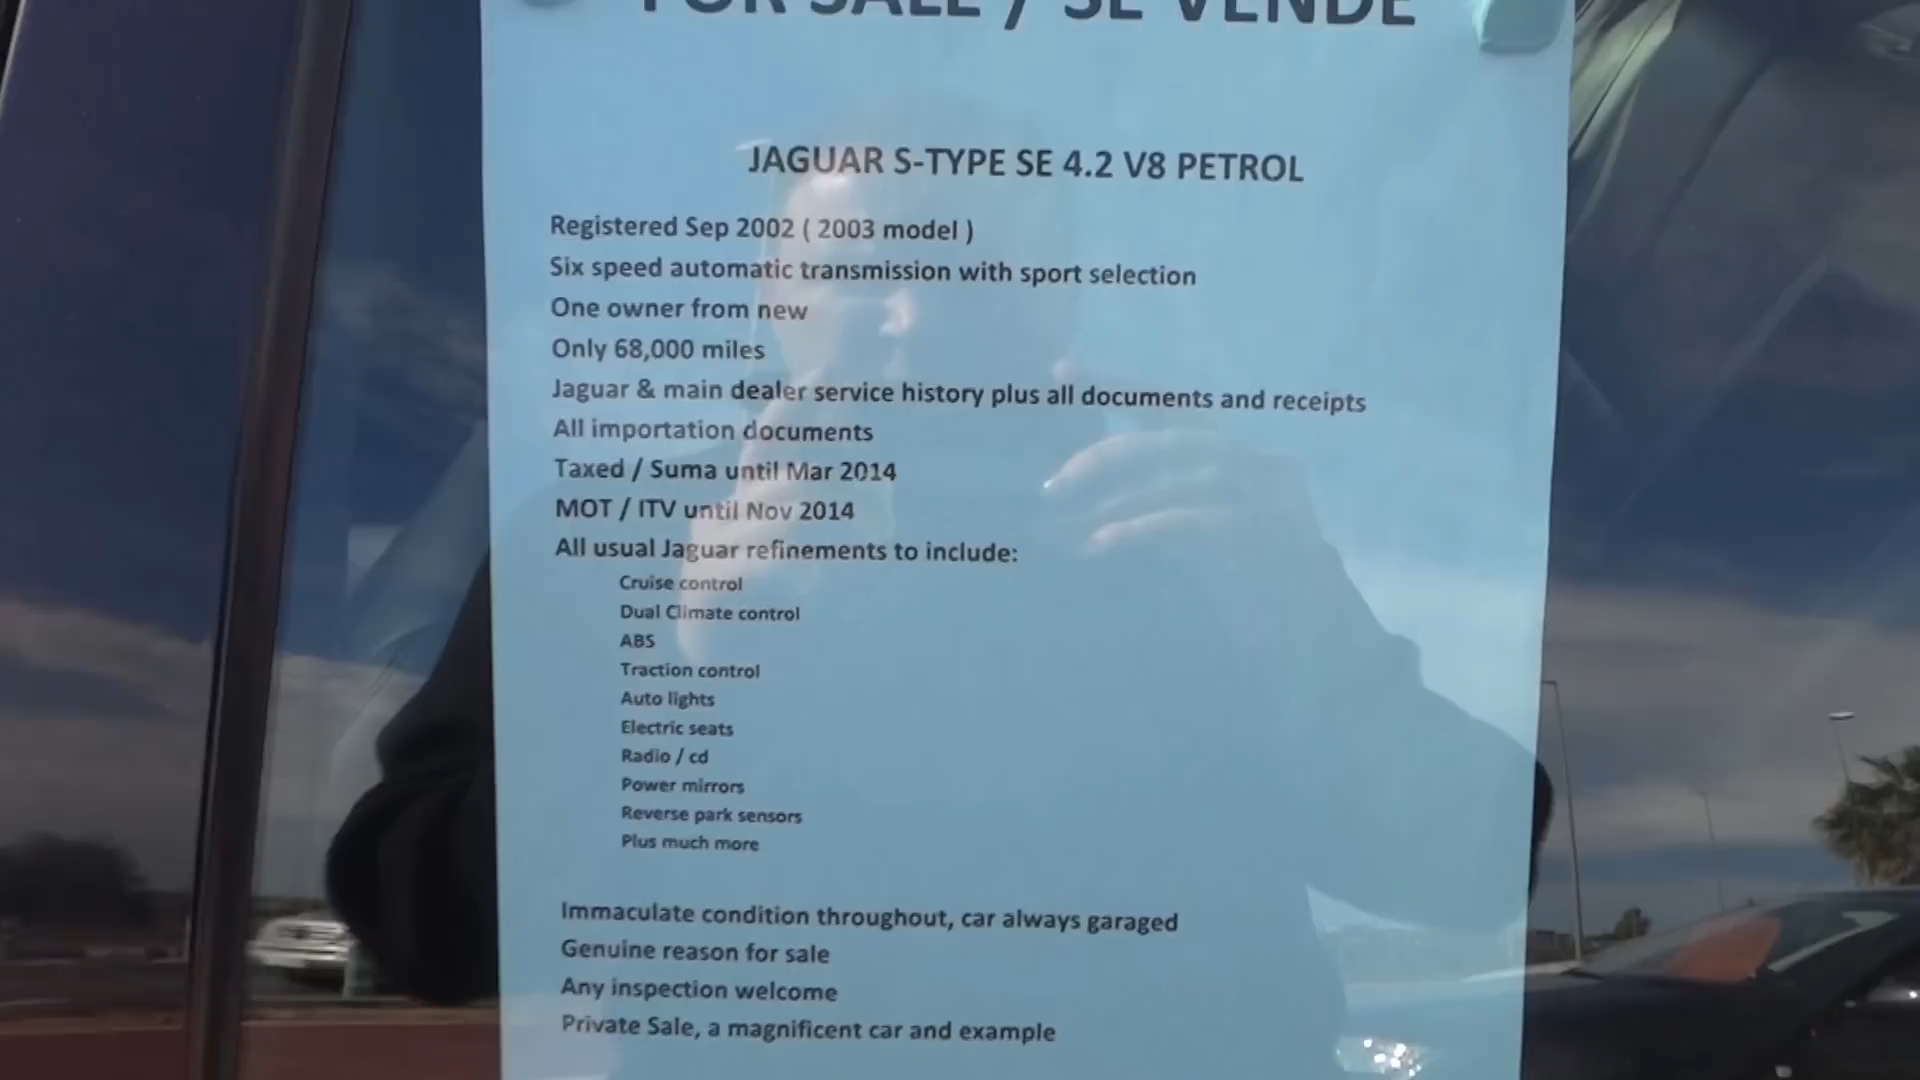 FOR SALE / SE VENDE
JAGUAR S-TYPE SE 4.2 V8 PETROL
Registered Sep 2002 ( 2003 model )
Six speed automatic transmission with sport selection
One owner from new
Only 68,000 miles
Jaguar & main dealer service history plus all documents and receipts
All importation documents
Taxed / Suma until Mar 2014
MOT / ITV until Nov 2014
All usual Jaguar refinements to include:
Cruise control
Dual Climate control
ABS
Traction control
Auto lights
Electric seats
Radio / cd
Power mirrors
Reverse park sensors
Plus much more
Immaculate condition throughout, car always garaged
Genuine reason for sale
Any inspection welcome
Private Sale, a magnificent car and example